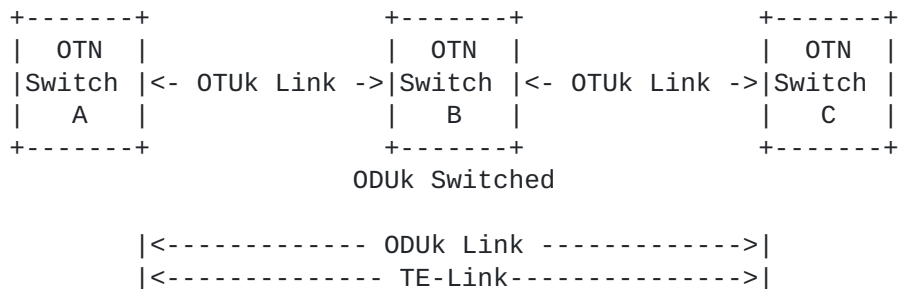 +-------+                 +-------+                 +-------+
|  OTN  |                 |  OTN  |                 |  OTN  |
|Switch |<- OTUk Link ->|Switch |<- OTUk Link ->|Switch |
|   A   |                 |   B   |                 |   C   |
+-------+                 +-------+                 +-------+
ODUk Switched
|<------------- ODUk Link ------------->|
|<-------------- TE-Link--------------->|